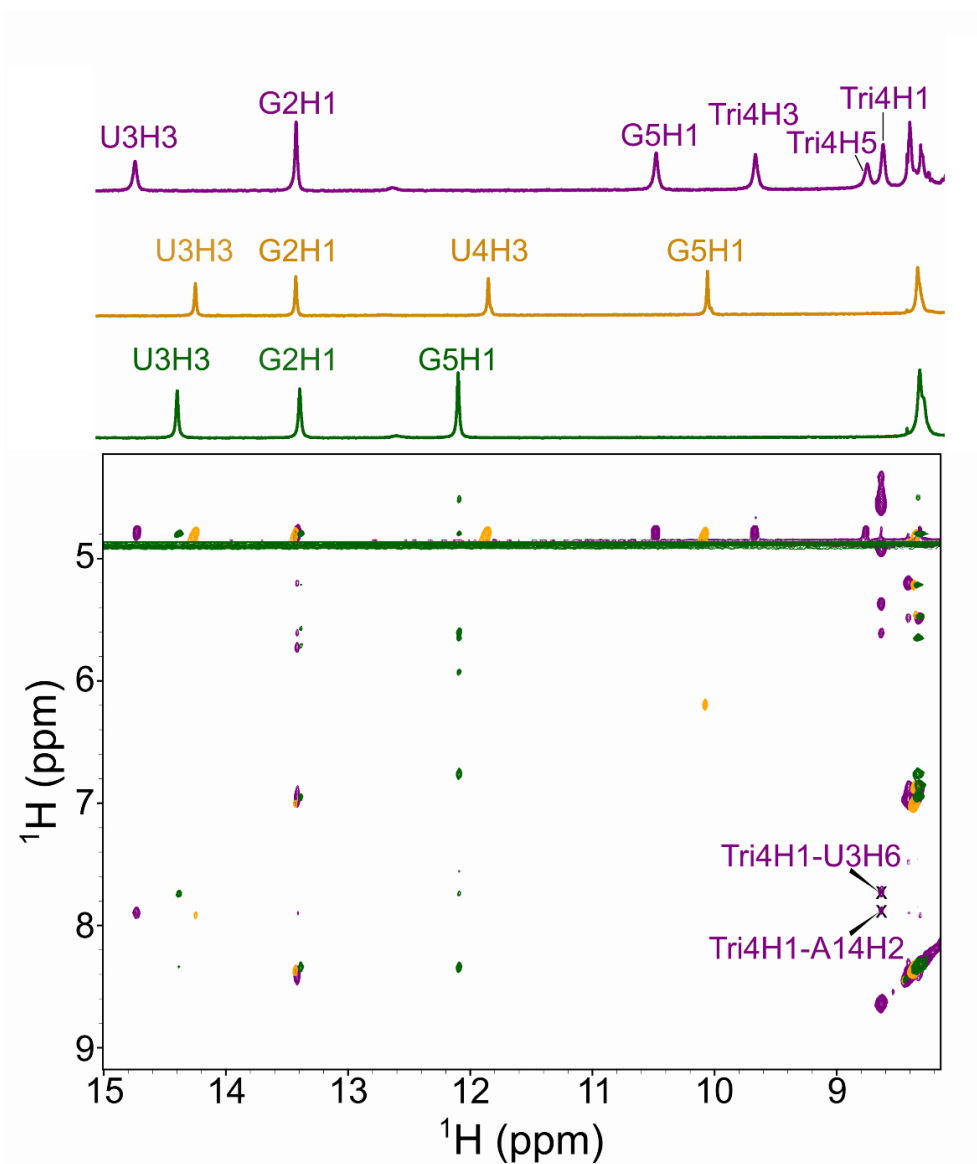 U3H3 G2H1 G5H1 Tri4H3 Tri4H5 Tri4H1
U3H3 G2H1 U4H3 G5H1
U3H3 G2H1 G5H1
5
6
7
8
9
¹H (ppm)
Tri4H1-U3H6
Tri4H1-A14H2
15 14 13 12 11 10 9
¹H (ppm)